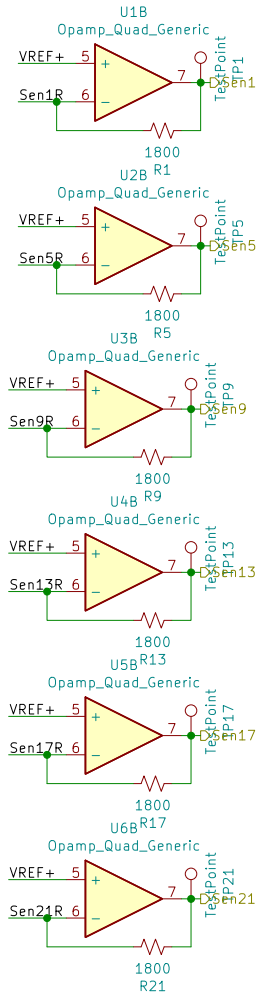 U1B
Opamp_Quad_Generic
VREF+
5
+
7
Sen1R
6
−
TestPoint
TP1
Sen1
1800
R1
U2B
Opamp_Quad_Generic
VREF+
5
+
7
Sen5R
6
−
TestPoint
TP5
Sen5
1800
R5
U3B
Opamp_Quad_Generic
VREF+
5
+
7
Sen9R
6
−
TestPoint
TP9
Sen9
1800
R9
U4B
Opamp_Quad_Generic
VREF+
5
+
7
Sen13R
6
−
TestPoint
TP13
Sen13
1800
R13
U5B
Opamp_Quad_Generic
VREF+
5
+
7
Sen17R
6
−
TestPoint
TP17
Sen17
1800
R17
U6B
Opamp_Quad_Generic
VREF+
5
+
7
Sen21R
6
−
TestPoint
TP21
Sen21
1800
R21